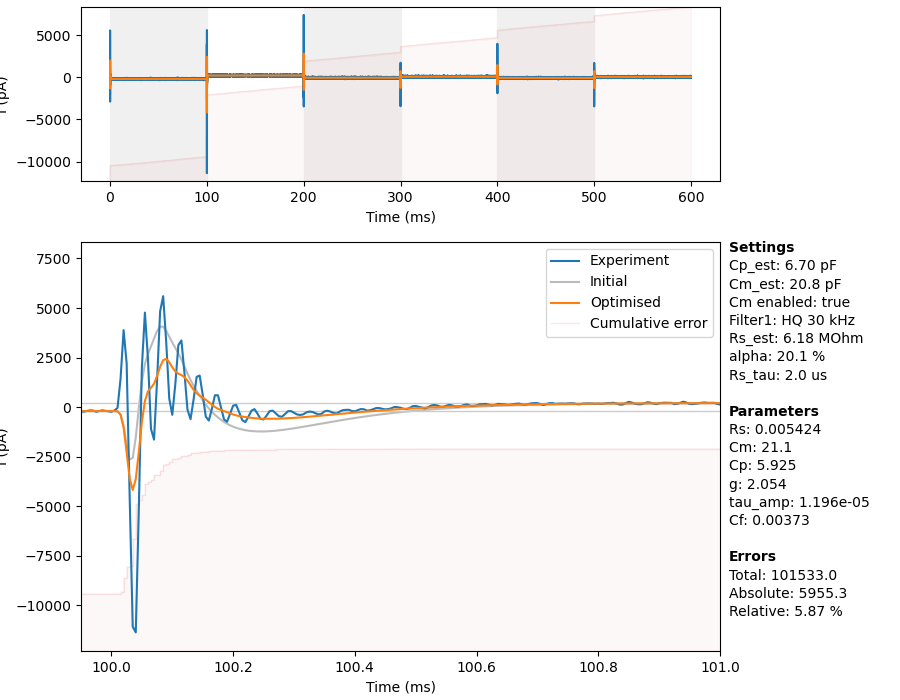 5000
0
−5000
−10000
0
100
200
300
400
500
600
Time (ms)
7500
5000
2500
0
−2500
−5000
−7500
−10000
(pA)
100.0
100.2
100.4
100.6
100.8
101.0
Time (ms)
Experiment
Initial
Optimised
Cumulative error
Settings
Cp_est: 6.70 pF
Cm_est: 20.8 pF
Cm enabled: true
Filter1: HQ 30 kHz
Rs_est: 6.18 MOhm
alpha: 20.1 %
Rs_tau: 2.0 us
Parameters
Rs: 0.005424
Cm: 21.1
Cp: 5.925
g: 2.054
tau_amp: 1.196e-05
Cf: 0.00373
Errors
Total: 101533.0
Absolute: 5955.3
Relative: 5.87 %